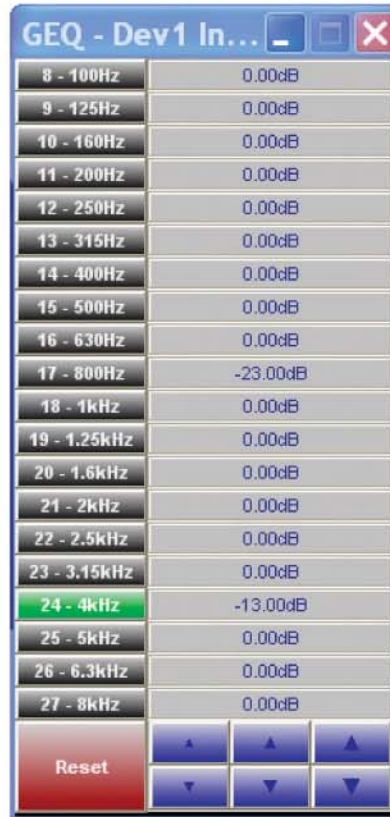 GEQ - Dev1 In...
8 - 100Hz 0.00dB
9 - 125Hz 0.00dB
10 - 160Hz 0.00dB
11 - 200Hz 0.00dB
12 - 250Hz 0.00dB
13 - 315Hz 0.00dB
14 - 400Hz 0.00dB
15 - 500Hz 0.00dB
16 - 630Hz 0.00dB
17 - 800Hz -23.00dB
18 - 1kHz 0.00dB
19 - 1.25kHz 0.00dB
20 - 1.6kHz 0.00dB
21 - 2kHz 0.00dB
22 - 2.5kHz 0.00dB
23 - 3.15kHz 0.00dB
24 - 4kHz -13.00dB
25 - 5kHz 0.00dB
26 - 6.3kHz 0.00dB
27 - 8kHz 0.00dB
Reset